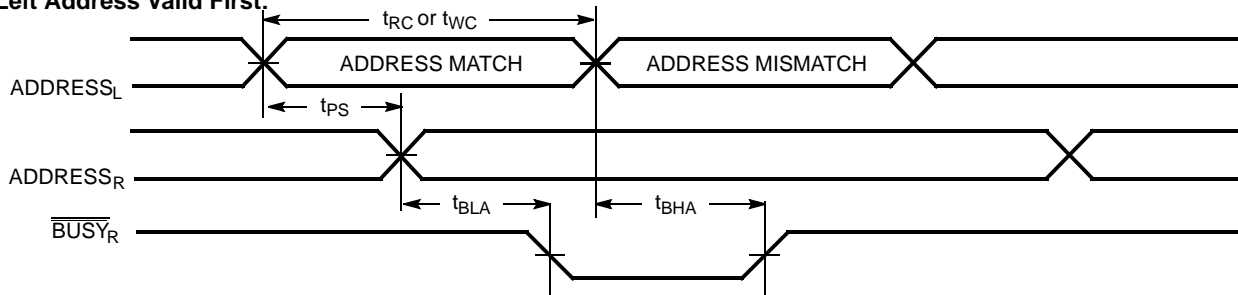 Left Address Valid First:
tRC or tWC
ADDRESS MATCH
ADDRESS MISMATCH
ADDRESSL
tPS
ADDRESSR
tBLA
tBHA
BUSYR